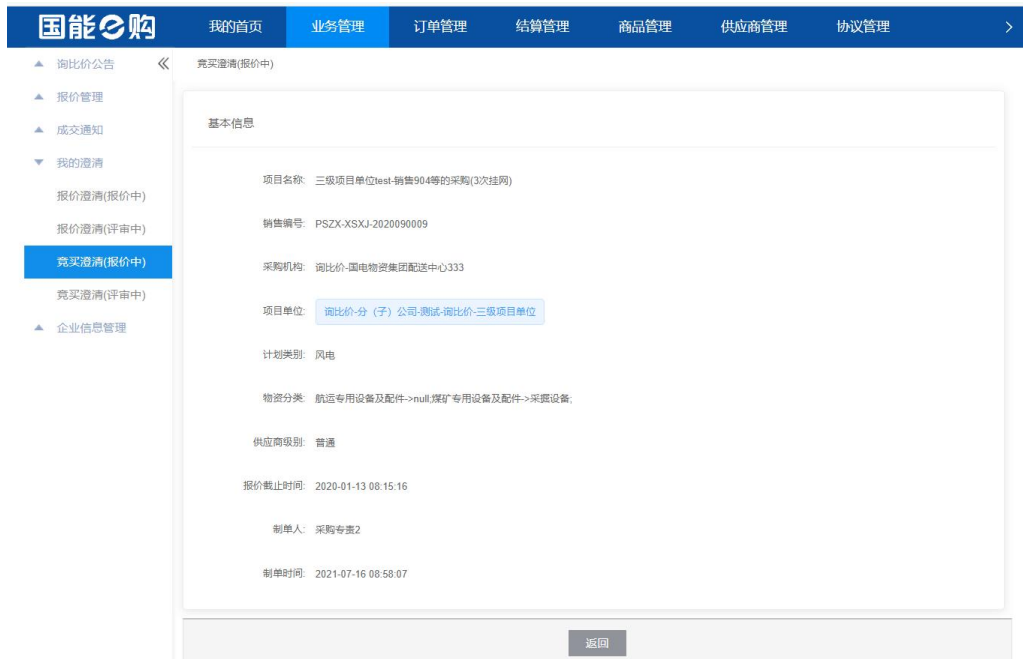 国能e购
我的首页 业务管理 订单管理 结算管理 商品管理 供应商管理 协议管理
询比价公告
报价管理
成交通知
我的澄清
报价澄清(报价中)
报价澄清(评审中)
竞买澄清(报价中)
竞买澄清(评审中)
企业信息管理
竞买澄清(报价中)
基本信息
项目名称: 三级项目单位test-销售904等的采购(3次挂网)
销售编号: PSZX-XSXJ-2020090009
采购机构: 询比价-国电物资集团配送中心333
项目单位: 询比价-分（子）公司-测试-询比价-三级项目单位
计划类别: 风电
物资分类: 航运专用设备及配件->null;煤矿专用设备及配件->采掘设备;
供应商级别: 普通
报价截止时间: 2020-01-13 08:15:16
制单人: 采购专责2
制单时间: 2021-07-16 08:58:07
返回